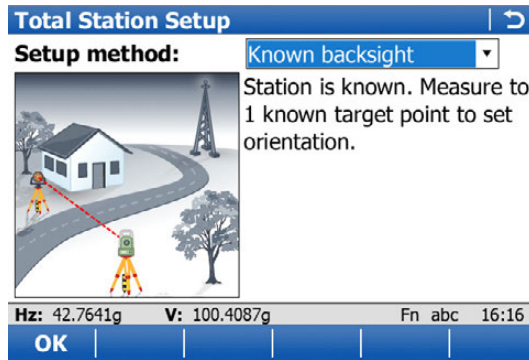 Total Station Setup
Setup method: Known backsight
Station is known. Measure to
1 known target point to set
orientation.
Hz: 42.7641g V: 100.4087g Fn abc 16:16
OK